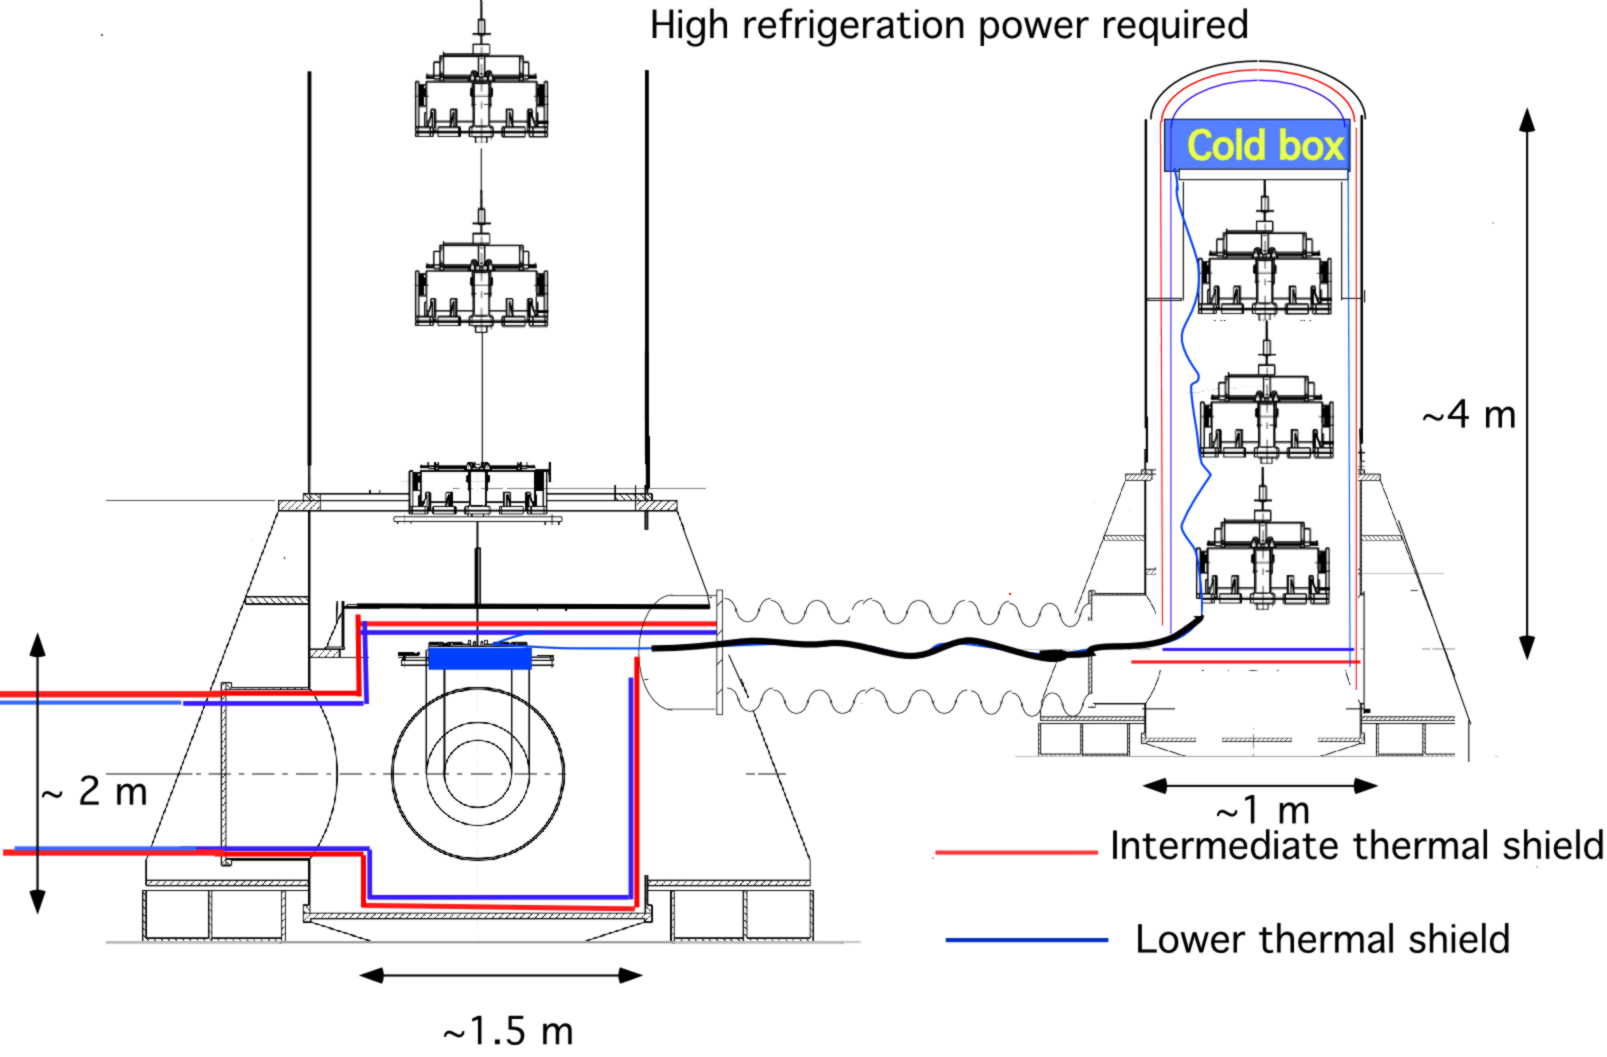 High refrigeration power required
Cold box
~4 m
~ 2 m
~1 m
Intermediate thermal shield
Lower thermal shield
~1.5 m